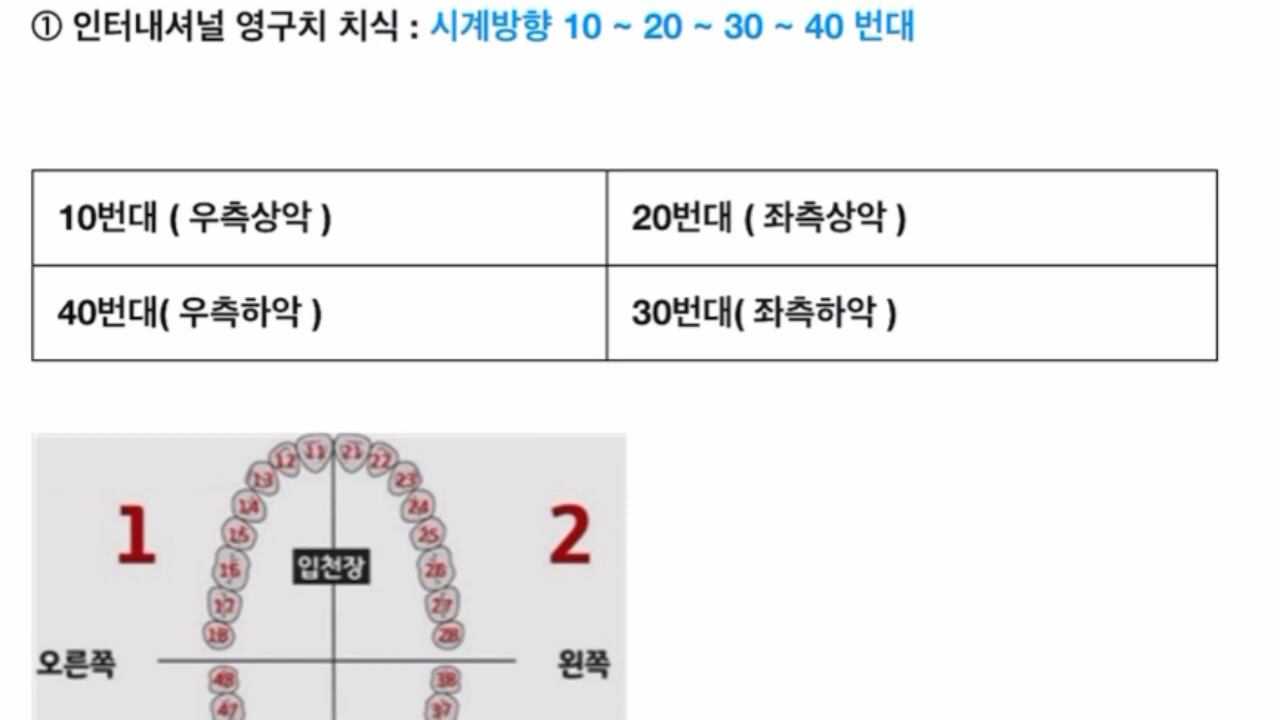 ① 인터내셔널 영구치 치식 : 시계방향 10 ~ 20 ~ 30 ~ 40 번대
10번대 ( 우측상악 )
20번대 ( 좌측상악 )
40번대( 우측하악 )
30번대( 좌측하악 )
12 11 21 22
13 23
14 24
1 2
15 25
입천장
16 26
17 27
18 28
오른쪽 왼쪽
48 38
47 37